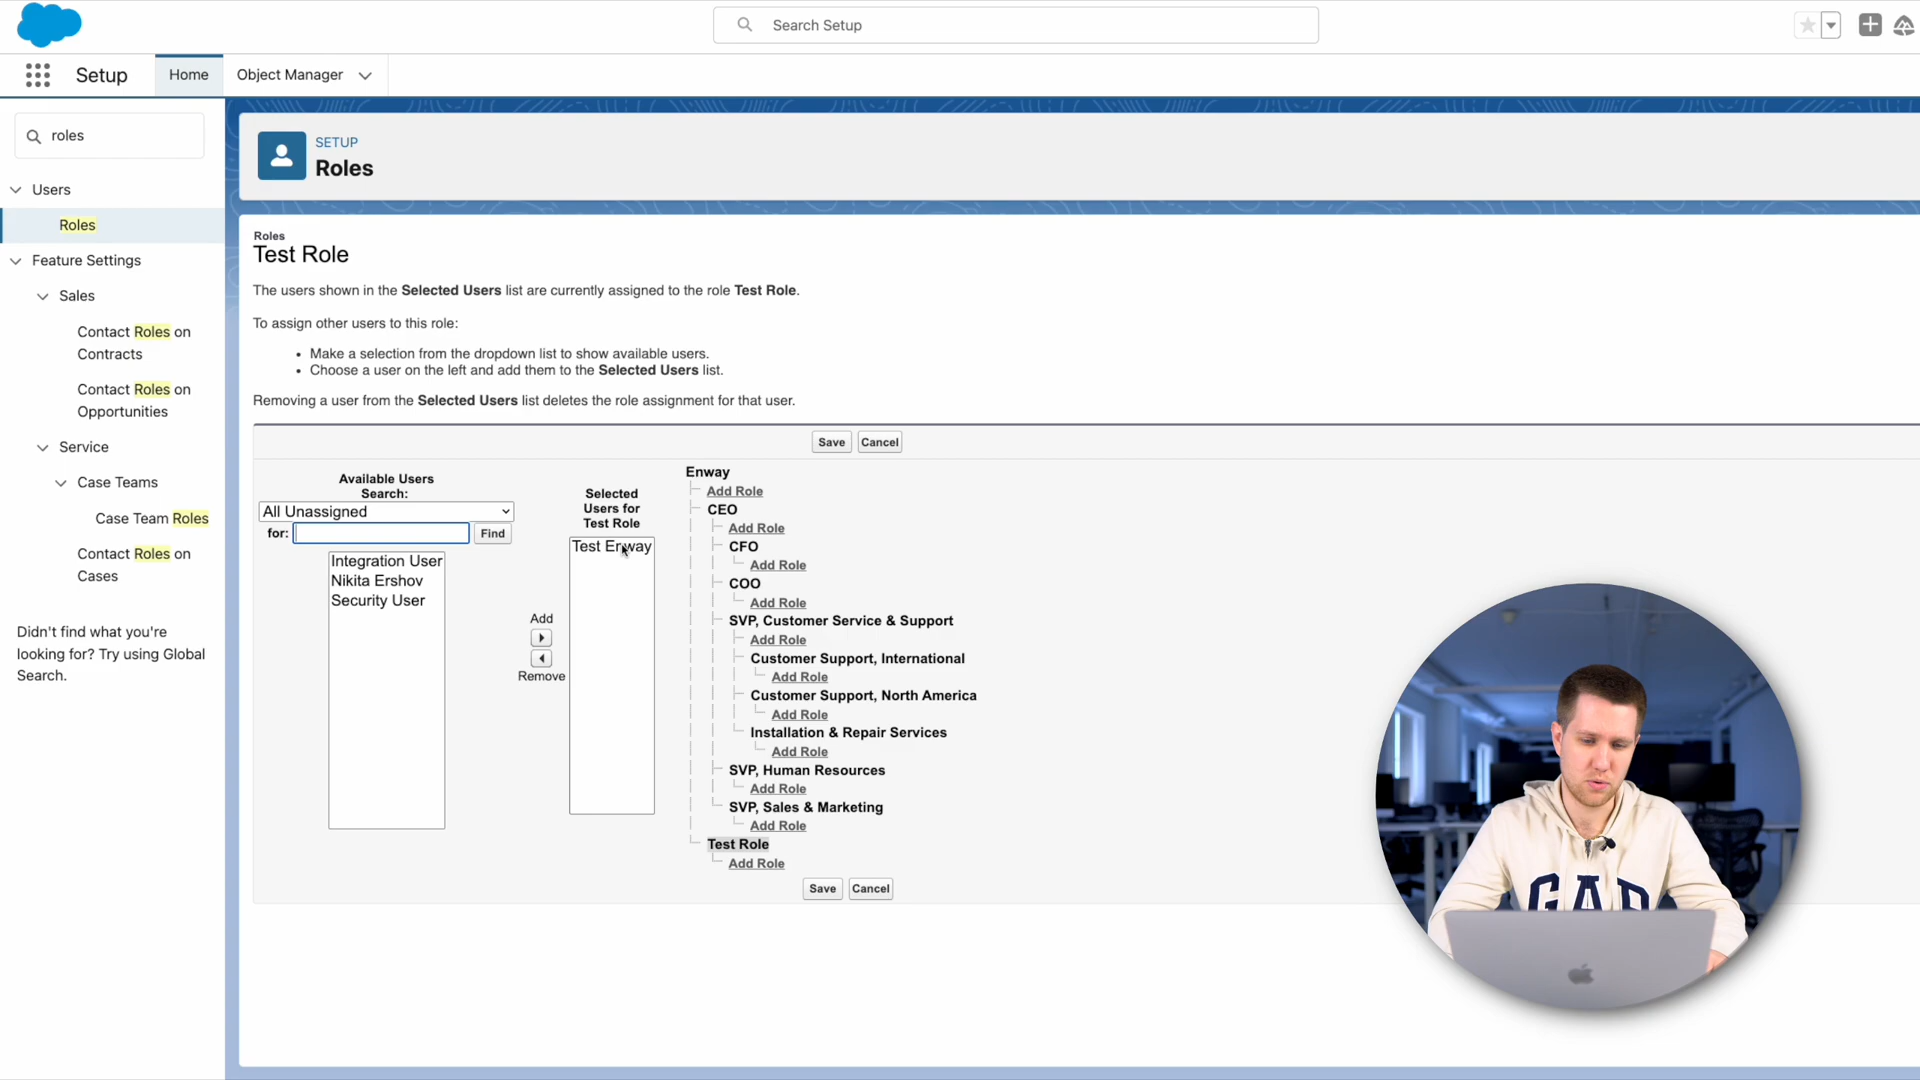 Search Setup
Setup
Home
Object Manager
roles
Users
Roles
Feature Settings
Sales
Contact Roles on
Contracts
Contact Roles on
Opportunities
Service
Case Teams
Case Team Roles
Contact Roles on
Cases
Didn't find what you're
looking for? Try using Global
Search.
SETUP
Roles
Roles
Test Role
The users shown in the Selected Users list are currently assigned to the role Test Role.
To assign other users to this role:
• Make a selection from the dropdown list to show available users.
• Choose a user on the left and add them to the Selected Users list.
Removing a user from the Selected Users list deletes the role assignment for that user.
Save Cancel
Available Users
Search:
All Unassigned
for:
Find
Integration User
Nikita Ershov
Security User
Add
Remove
Selected
Users for
Test Role
Test Enway
Enway
Add Role
CEO
Add Role
CFO
Add Role
COO
Add Role
SVP, Customer Service & Support
Add Role
Customer Support, International
Add Role
Customer Support, North America
Add Role
Installation & Repair Services
Add Role
SVP, Human Resources
Add Role
SVP, Sales & Marketing
Add Role
Test Role
Add Role
Save Cancel
GAP